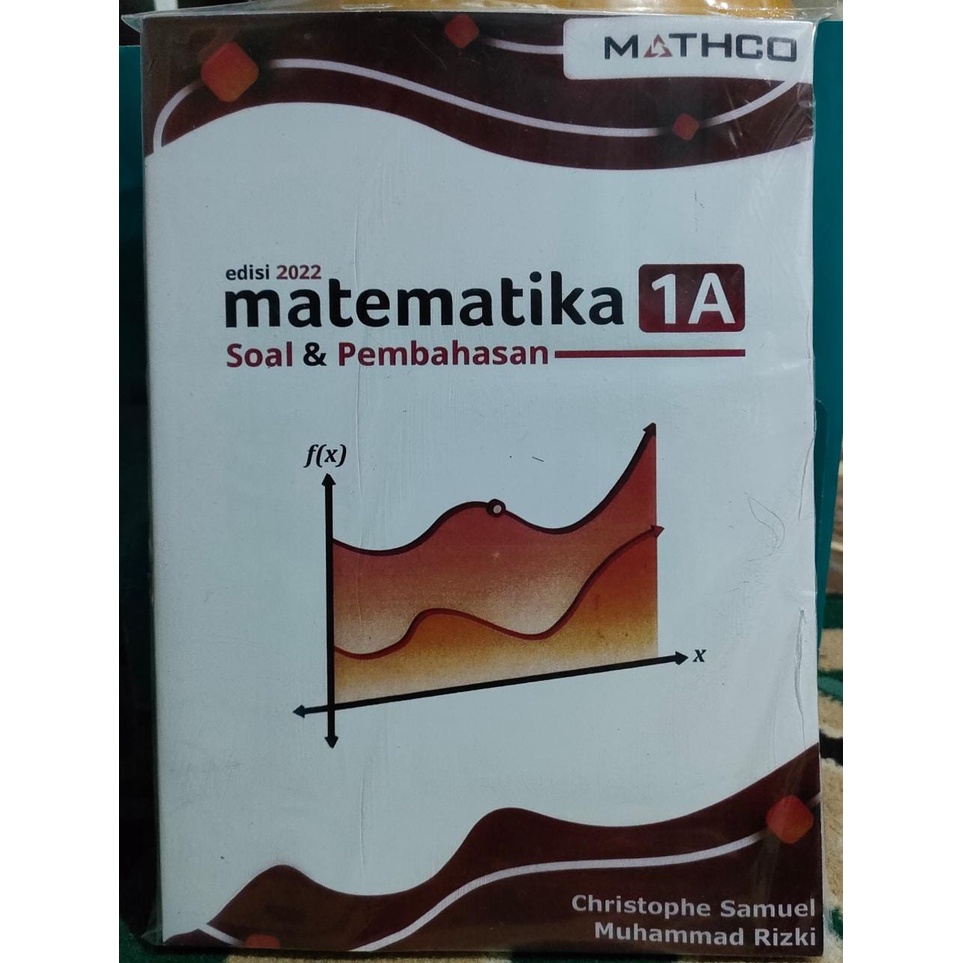 MATHCO
edisi 2022
matematika 1A
Soal & Pembahasan
f(x)
x
Christophe Samuel
Muhammad Rizki